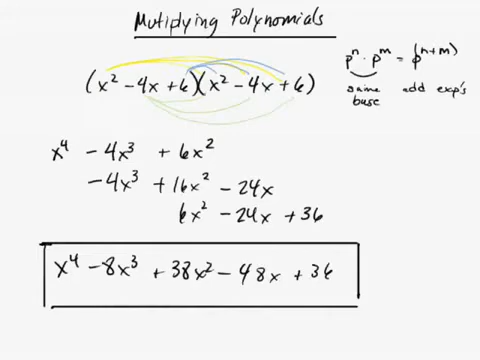 Mutiplying Polynomials
(x² − 4x + 6)(x² − 4x + 6)
pⁿ · pᵐ = p⁽ⁿ⁺ᵐ⁾
same base
add exp's
x⁴ − 4x³ + 6x²
− 4x³ + 16x² − 24x
6x² − 24x + 36
x⁴ − 8x³ + 38x² − 48x + 36